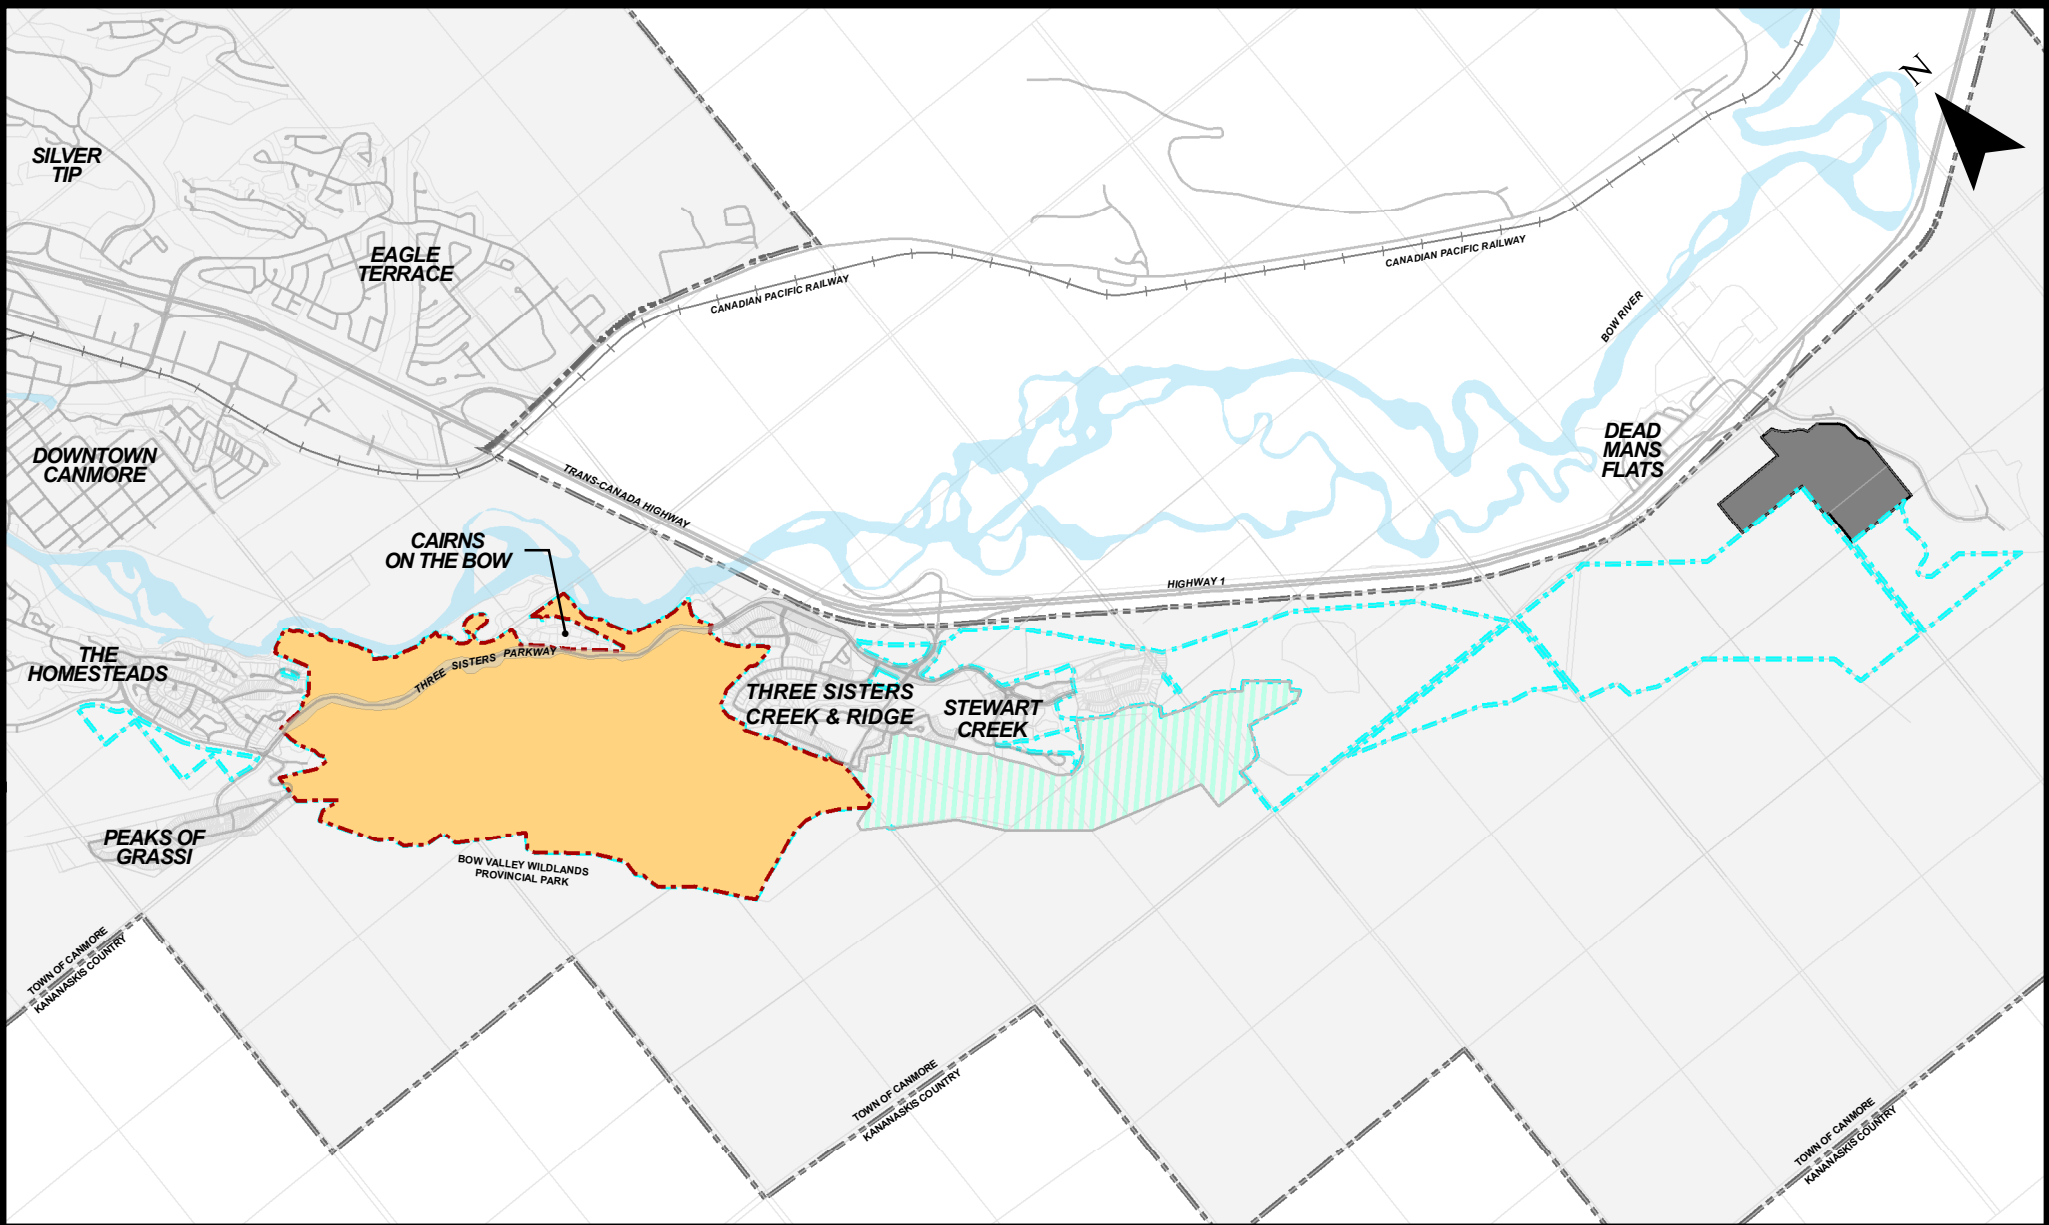 N
SILVER
TIP
EAGLE
TERRACE
CANADIAN PACIFIC RAILWAY
CANADIAN PACIFIC RAILWAY
BOW RIVER
DOWNTOWN
CANMORE
TRANS-CANADA HIGHWAY
DEAD
MANS
FLATS
CAIRNS
ON THE BOW
HIGHWAY 1
THE
HOMESTEADS
THREE SISTERS PARKWAY
THREE SISTERS
CREEK & RIDGE
STEWART
CREEK
PEAKS OF
GRASSI
BOW VALLEY WILDLANDS
PROVINCIAL PARK
TOWN OF CANMORE
KANANASKIS COUNTRY
TOWN OF CANMORE
KANANASKIS COUNTRY
TOWN OF CANMORE
KANANASKIS COUNTRY